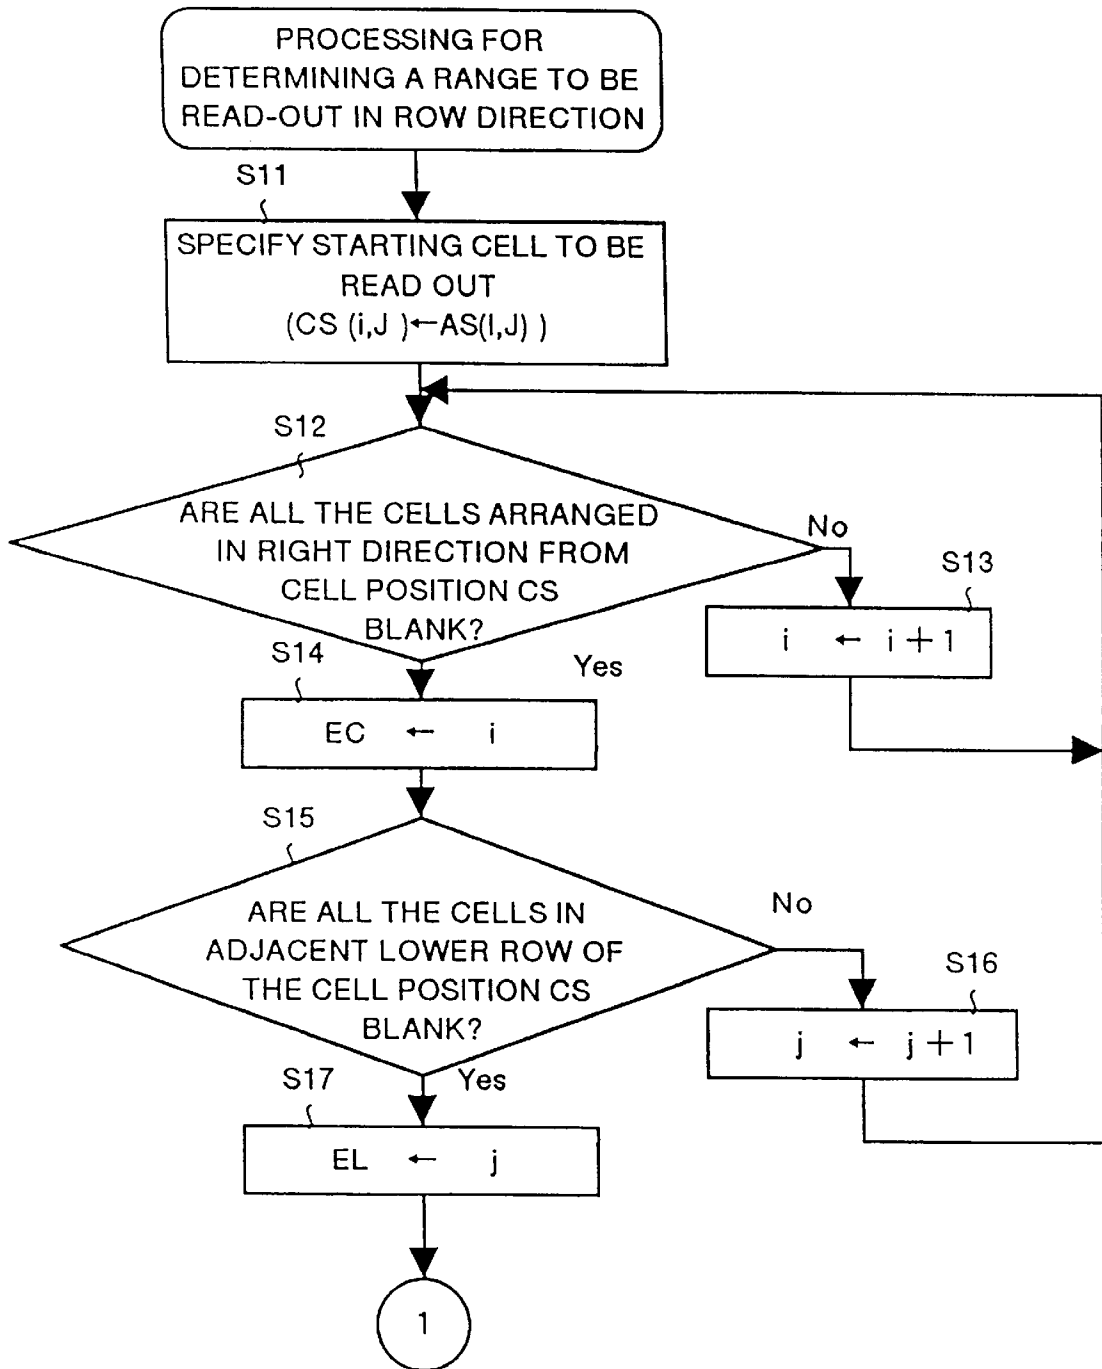 PROCESSING FOR
DETERMINING A RANGE TO BE
READ-OUT IN ROW DIRECTION
S11
SPECIFY STARTING CELL TO BE
READ OUT
(CS (i,J )←AS(I,J) )
S12
ARE ALL THE CELLS ARRANGED
IN RIGHT DIRECTION FROM
CELL POSITION CS
BLANK?
No
S13
i ← i + 1
Yes
S14
EC ← i
S15
ARE ALL THE CELLS IN
ADJACENT LOWER ROW OF
THE CELL POSITION CS
BLANK?
No
S16
j ← j + 1
Yes
S17
EL ← j
1